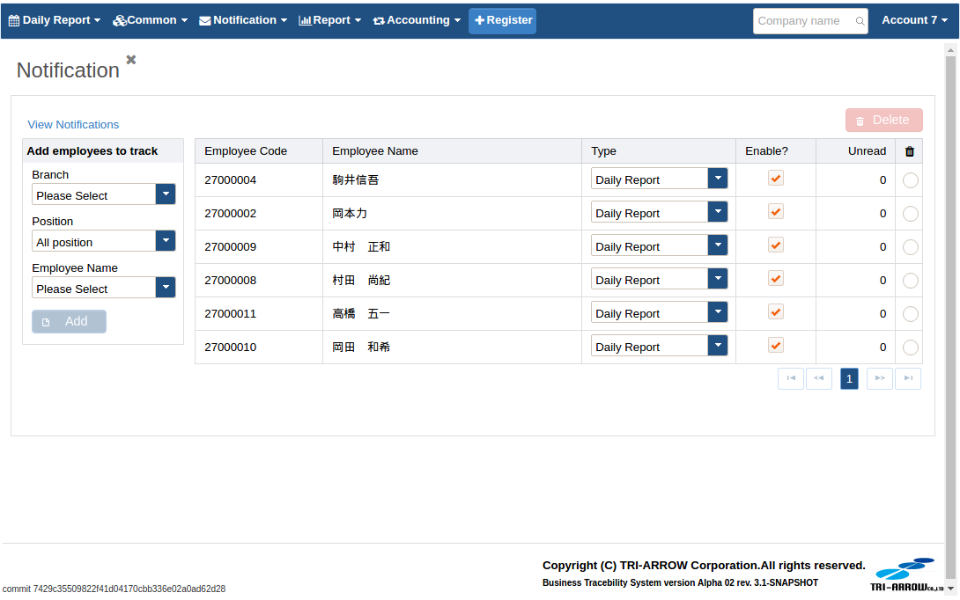 Daily Report Common Notification Report Accounting Register Company name Account 7
Notification
View Notifications
Delete
Add employees to track
Branch
Please Select
Position
All position
Employee Name
Please Select
Add
Employee Code Employee Name Type Enable? Unread
27000004 駒井信吾 Daily Report 0
27000002 岡本力 Daily Report 0
27000009 中村 正和 Daily Report 0
27000008 村田 尚紀 Daily Report 0
27000011 高橋 五一 Daily Report 0
27000010 岡田 和希 Daily Report 0
1
Copyright (C) TRI-ARROW Corporation.All rights reserved.
Business Tracebility System version Alpha 02 rev. 3.1-SNAPSHOT
TRI-ARROW
commit 7429c35509822f41d04170cbb336e02a0ad62d28